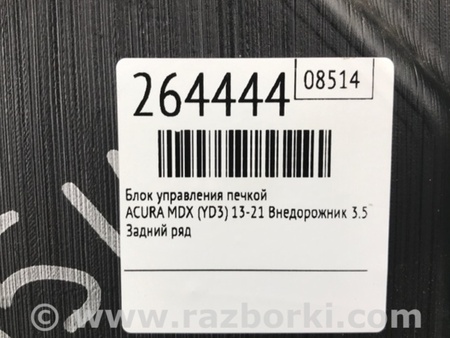 264444
08514
Блок управления печкой
ACURA MDX (YD3) 13-21 Внедорожник 3.5
Задний ряд
© www.razborki.com